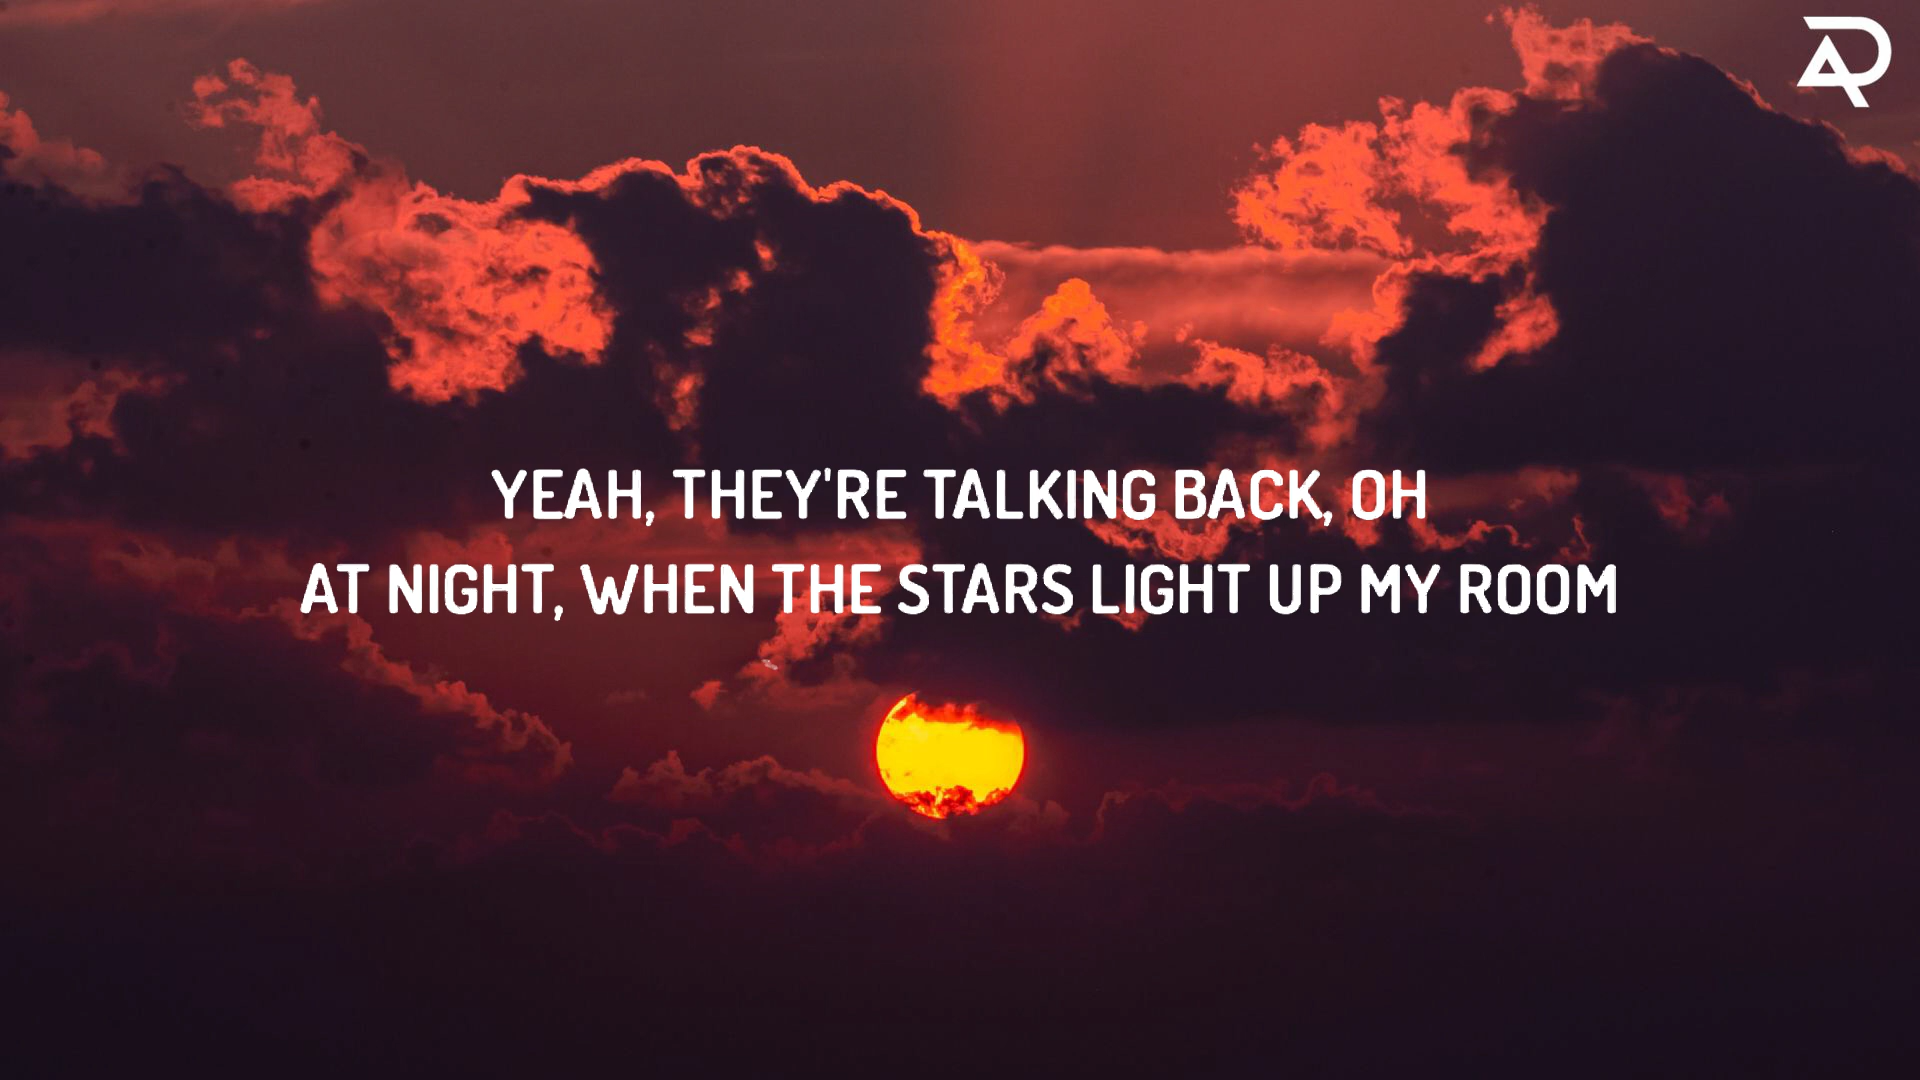 YEAH, THEY'RE TALKING BACK, OH
AT NIGHT, WHEN THE STARS LIGHT UP MY ROOM